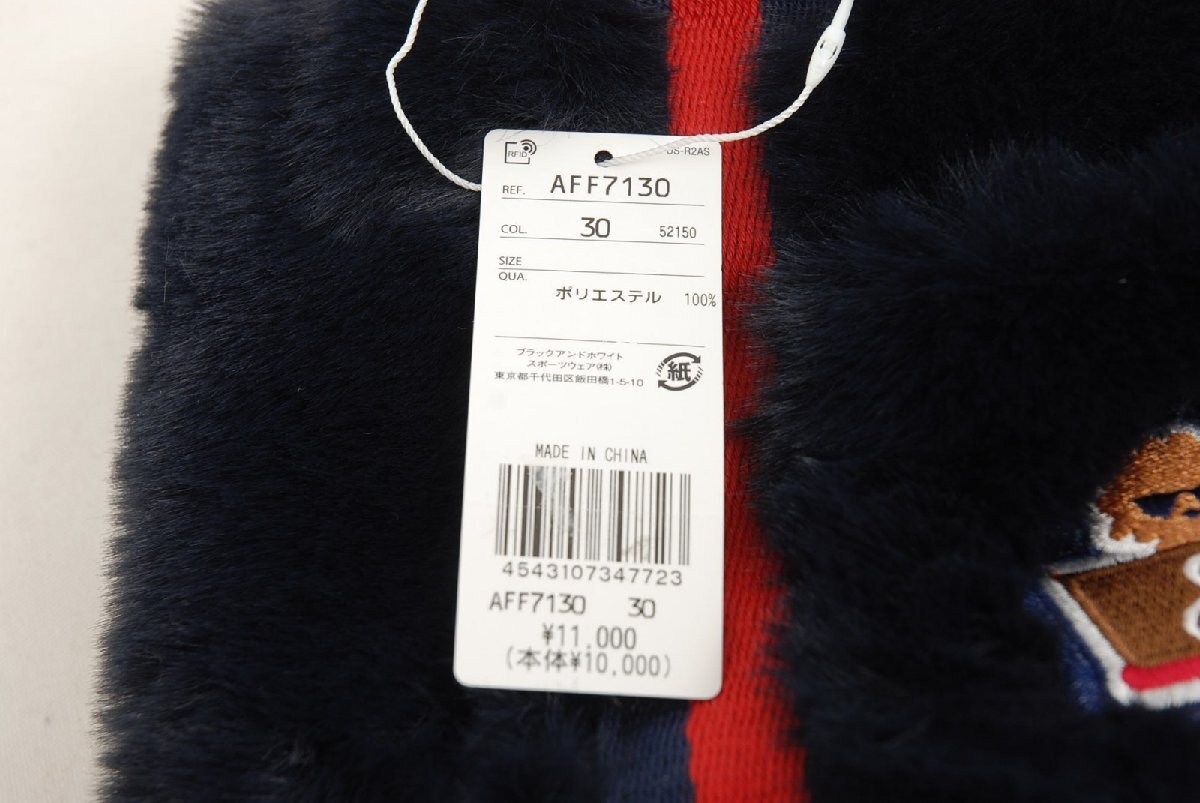 RFID
REF. AFF7130
COL. 30 52150
SIZE
QUA.
ポリエステル 100%
ブラックアンドホワイト
スポーツウェア(株)
東京都千代田区飯田橋1-5-10
紙
MADE IN CHINA
4543107347723
AFF7130 30
¥11,000
(本体¥10,000)